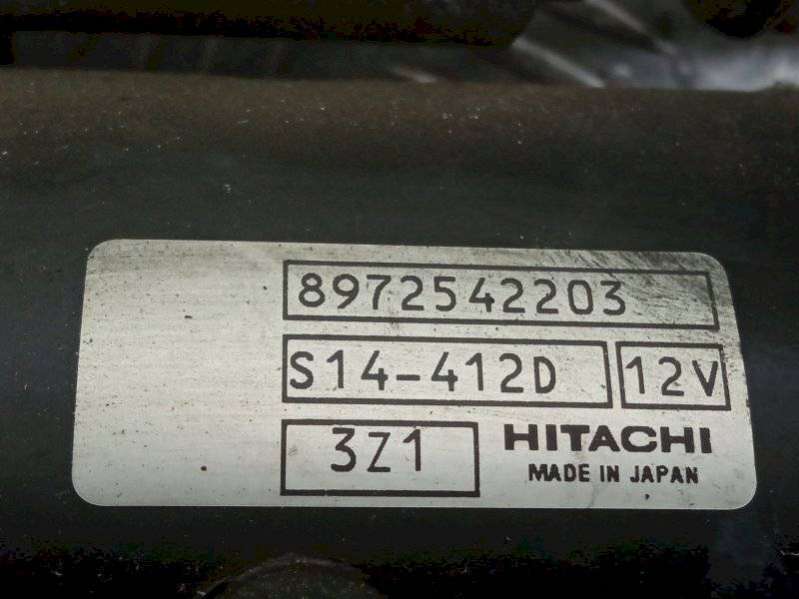 8972542203
S14-412D 12V
3Z1 HITACHI
MADE IN JAPAN